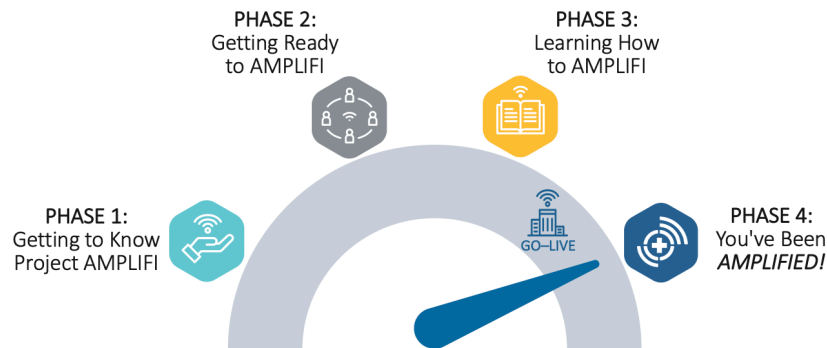 PHASE 1:
Getting to Know
Project AMPLIFI
PHASE 2:
Getting Ready
to AMPLIFI
PHASE 3:
Learning How
to AMPLIFI
GO–LIVE
PHASE 4:
You've Been
AMPLIFIED!